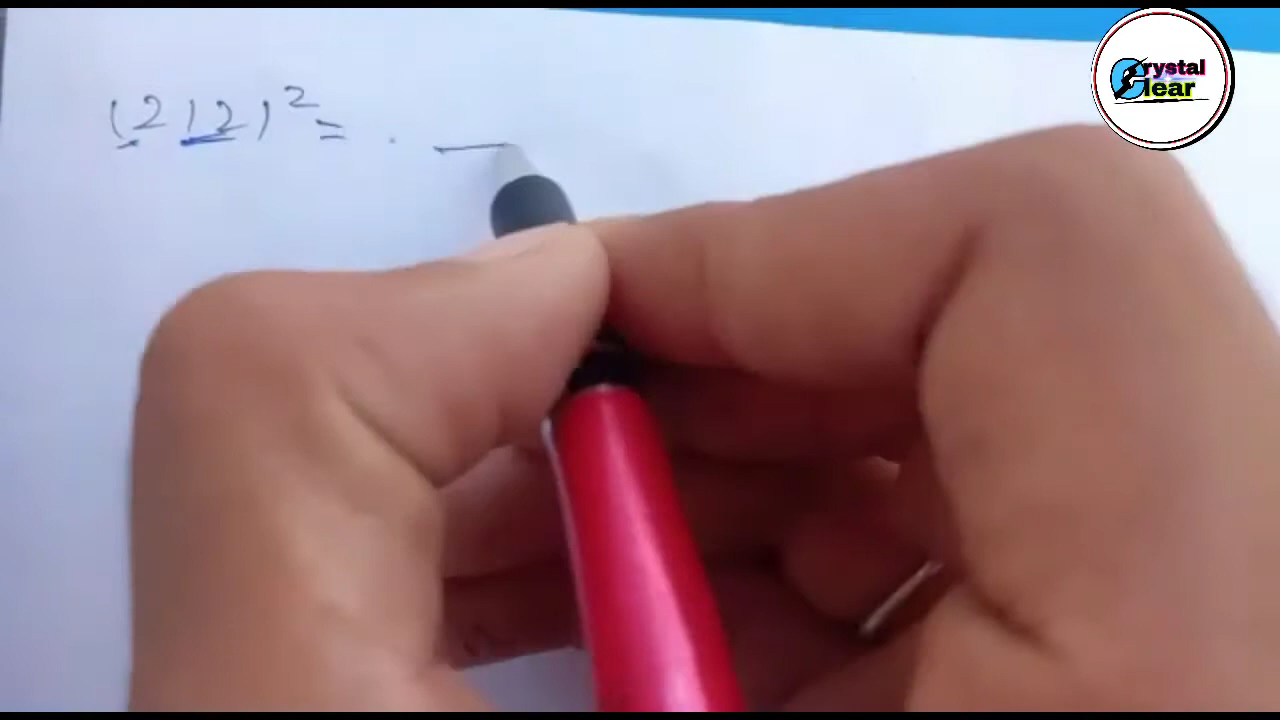 (212)² = . _
Crystal
Clear